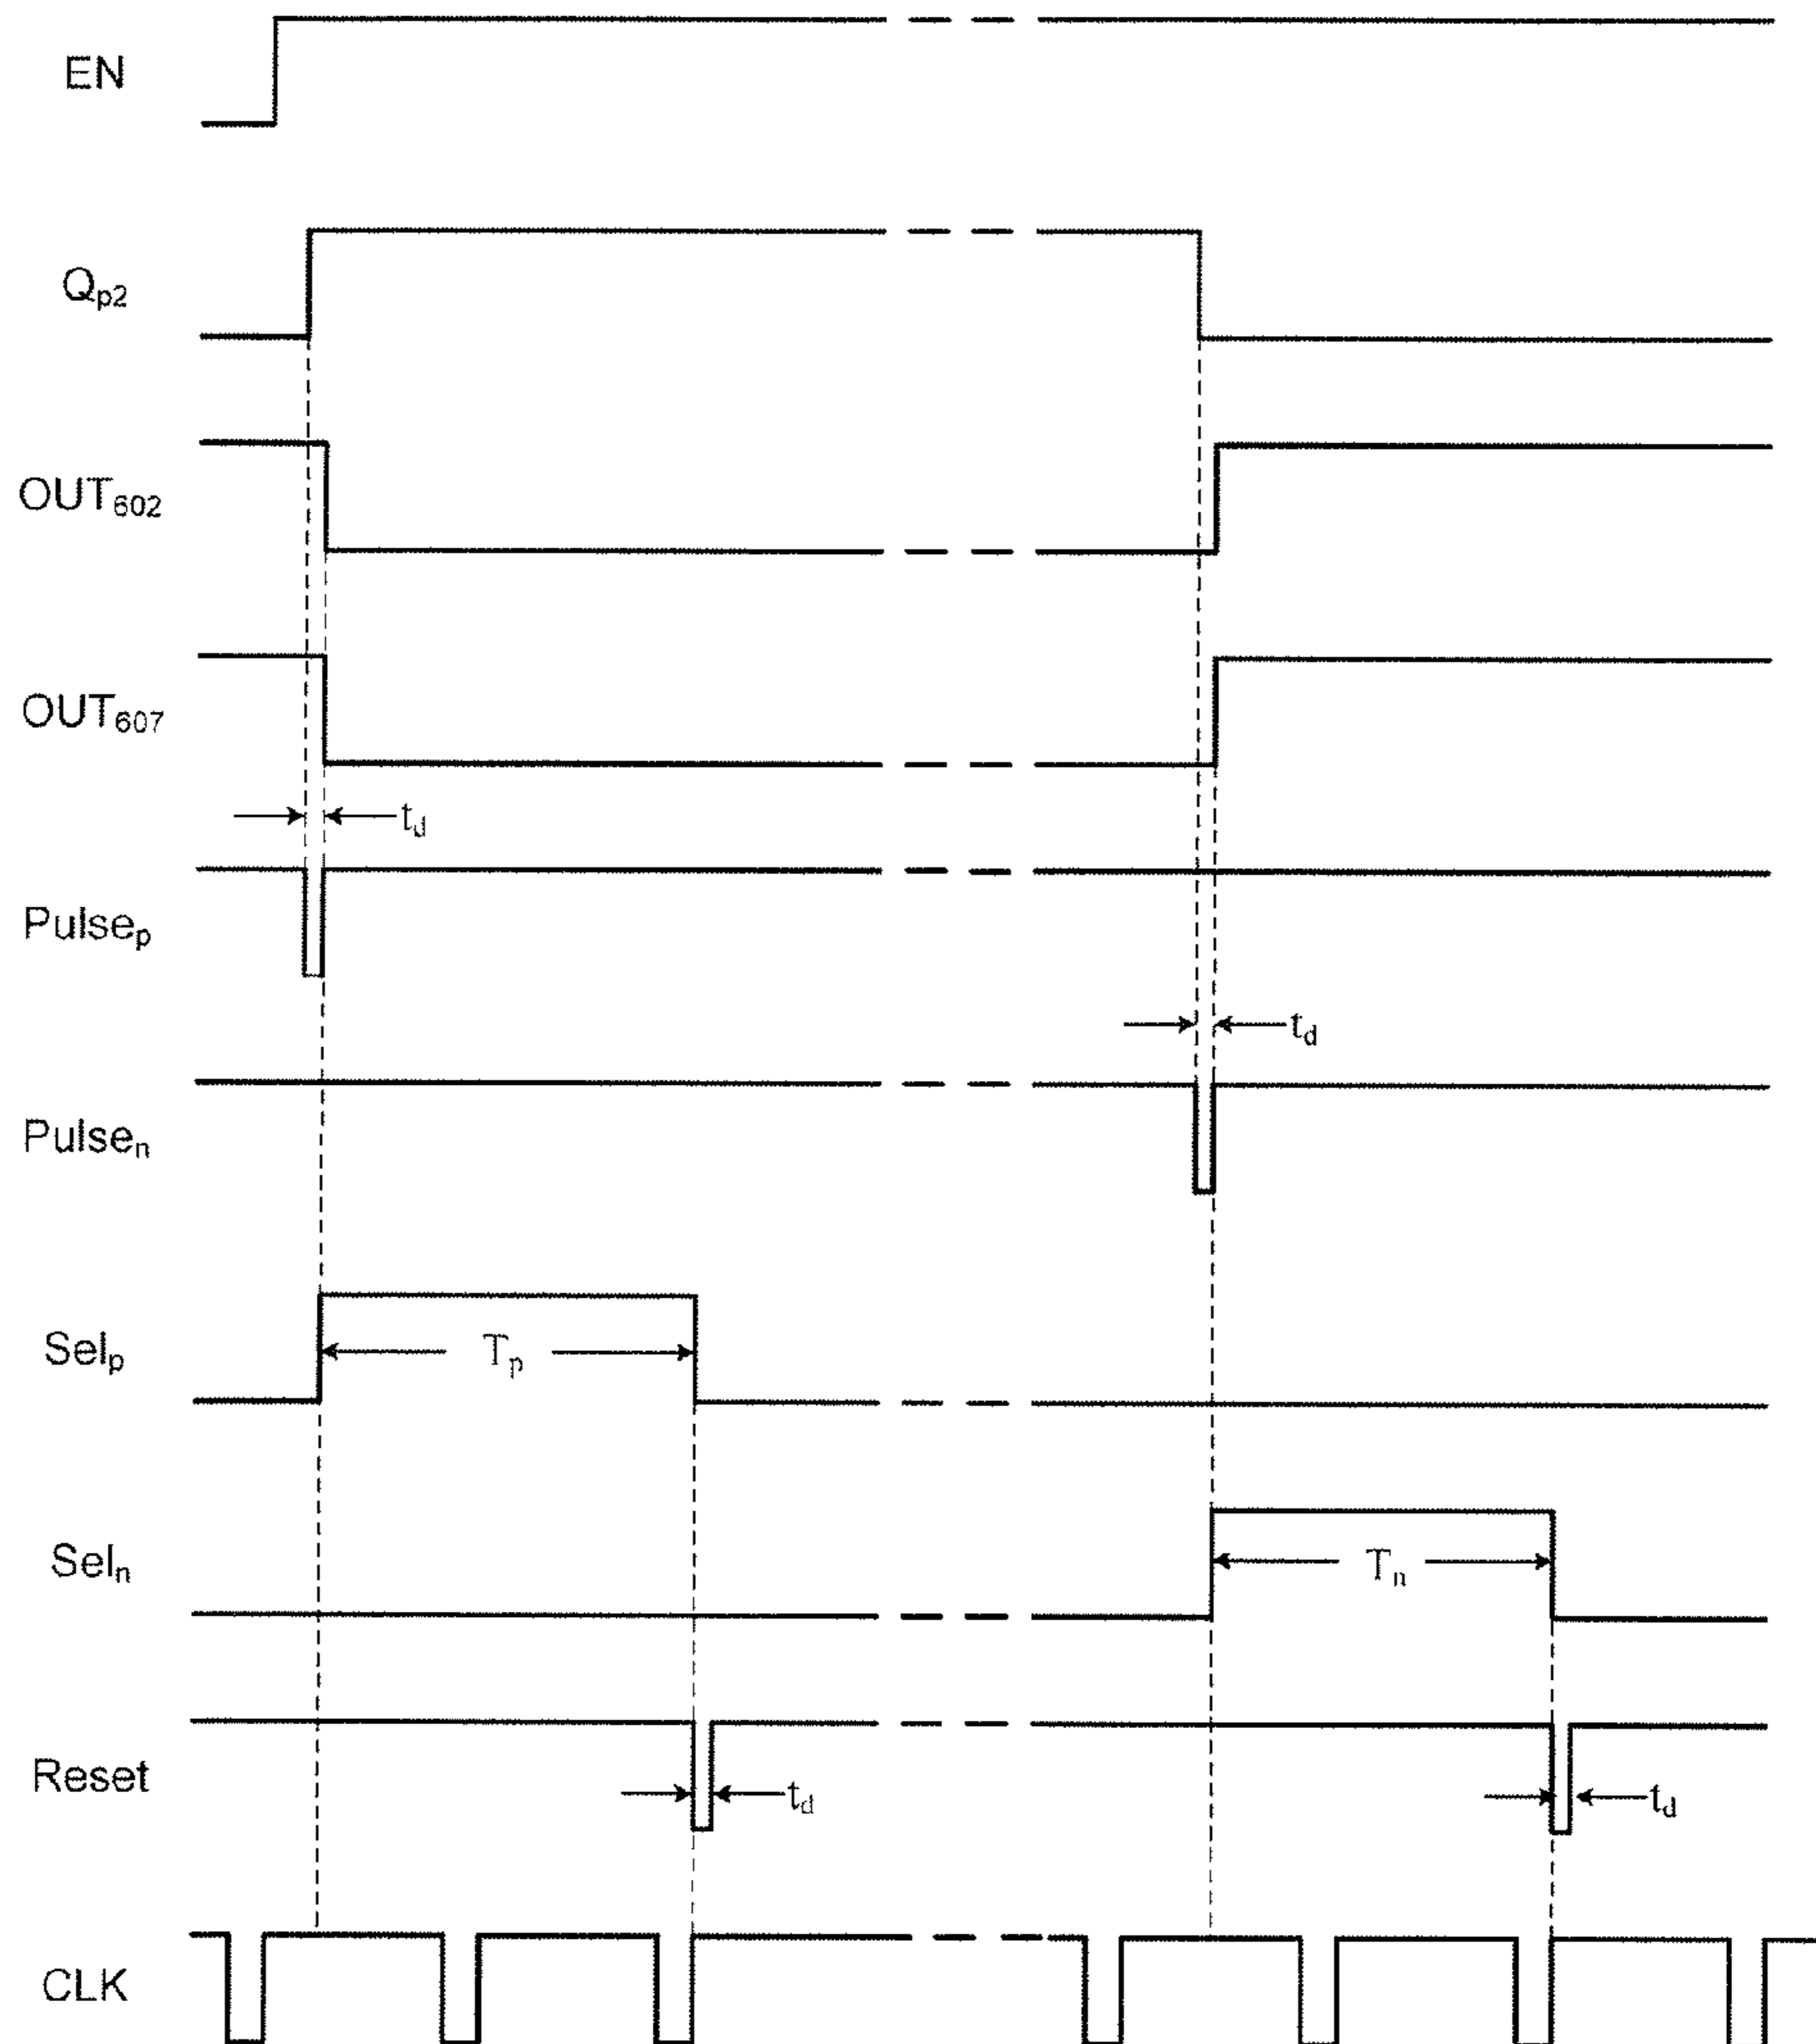 EN
Qp2
OUT602
OUT607
td
Pulsep
td
Pulsen
Selp
Tp
Seln
Tn
Reset
td
td
CLK